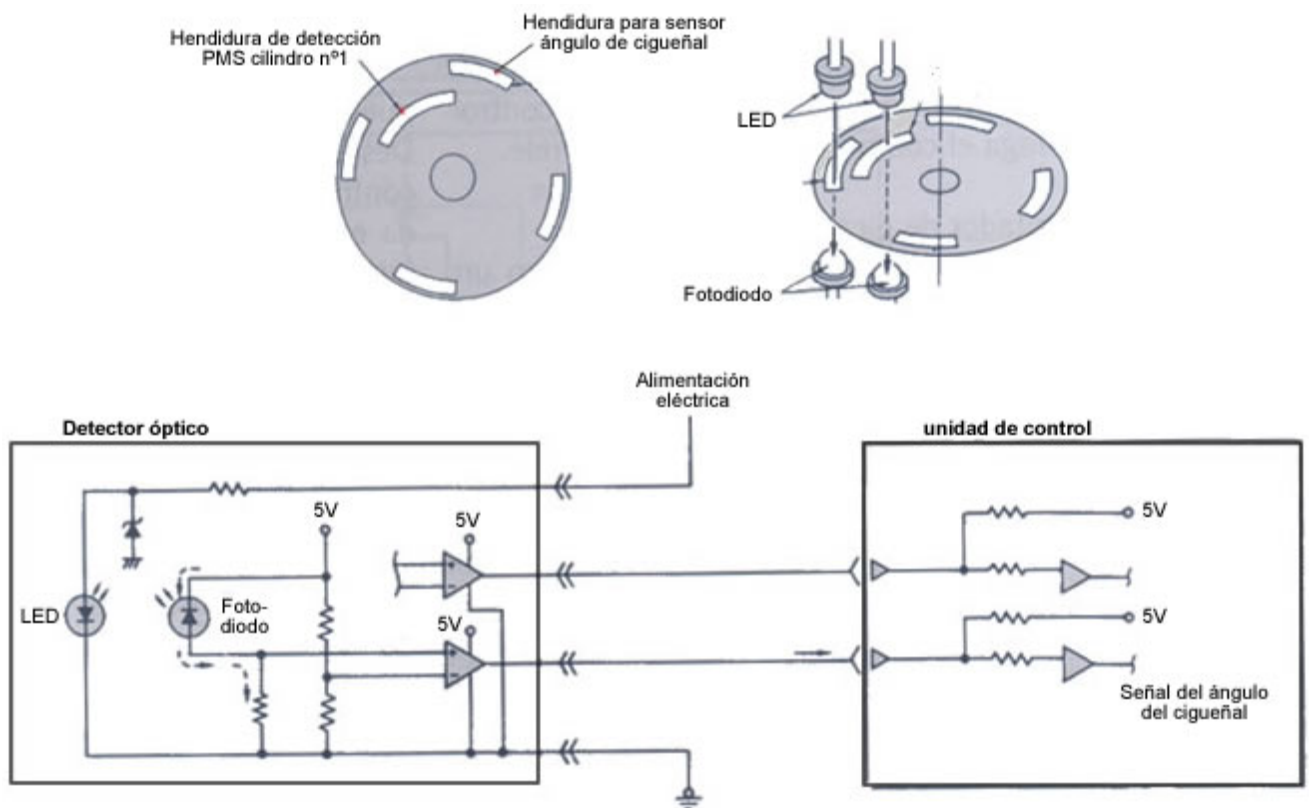 Hendidura de detección
PMS cilindro nº1
Hendidura para sensor
ángulo de cigueñal
LED
Fotodiodo
Alimentación
eléctrica
Detector óptico
unidad de control
5V
5V
5V
LED
Foto-
diodo
5V
5V
Señal del ángulo
del cigueñal